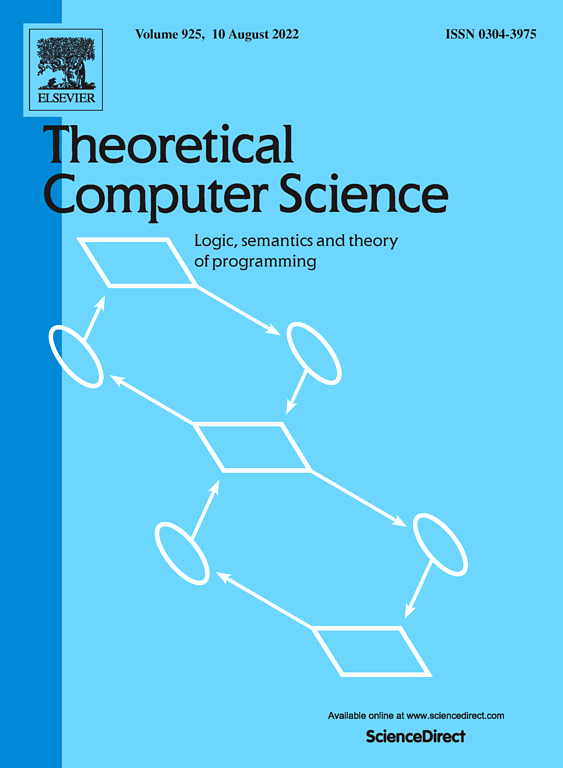 Volume 925, 10 August 2022
ISSN 0304-3975
ELSEVIER
Theoretical
Computer Science
Logic, semantics and theory
of programming
Available online at www.sciencedirect.com
ScienceDirect